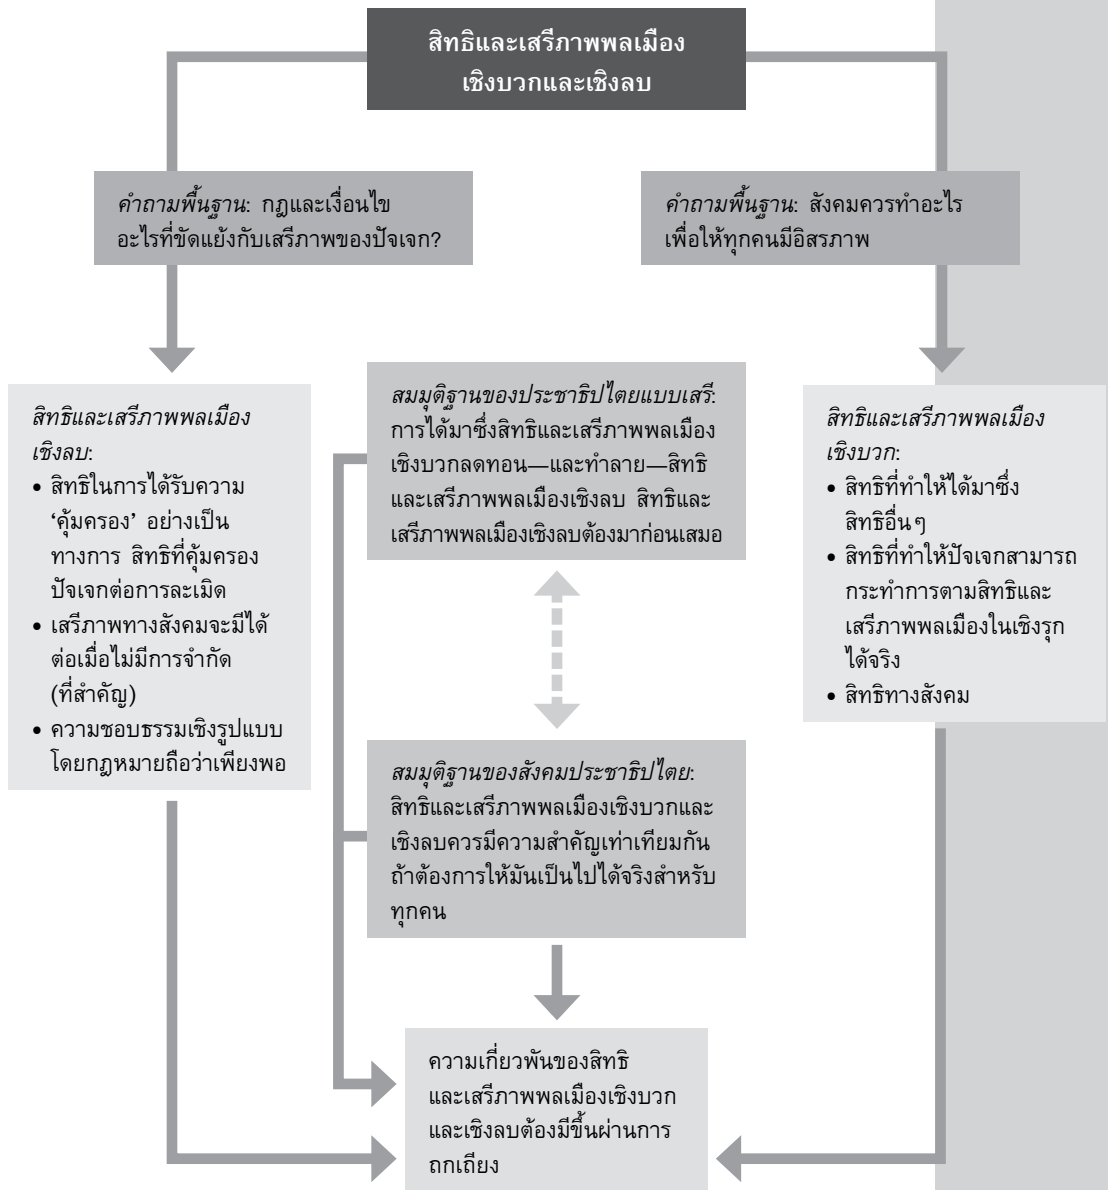 สิทธิและเสรีภาพพลเมือง
เชิงบวกและเชิงลบ
คำถามพื้นฐาน: กฎและเงื่อนไข
อะไรที่ขัดแย้งกับเสรีภาพของปัจเจก?
คำถามพื้นฐาน: สังคมควรทำอะไร
เพื่อให้ทุกคนมีอิสรภาพ
สิทธิและเสรีภาพพลเมือง
เชิงลบ:
• สิทธิในการได้รับความ
‘คุ้มครอง’ อย่างเป็น
ทางการ สิทธิที่คุ้มครอง
ปัจเจกต่อการละเมิด
• เสรีภาพทางสังคมจะมีได้
ต่อเมื่อไม่มีการจำกัด
(ที่สำคัญ)
• ความชอบธรรมเชิงรูปแบบ
โดยกฎหมายถือว่าเพียงพอ
สมมุติฐานของประชาธิปไตยแบบเสรี:
การได้มาซึ่งสิทธิและเสรีภาพพลเมือง
เชิงบวกลดทอน—และทำลาย—สิทธิ
และเสรีภาพพลเมืองเชิงลบ สิทธิและ
เสรีภาพพลเมืองเชิงลบต้องมาก่อนเสมอ
สิทธิและเสรีภาพพลเมือง
เชิงบวก:
• สิทธิที่ทำให้ได้มาซึ่ง
สิทธิอื่นๆ
• สิทธิที่ทำให้ปัจเจกสามารถ
กระทำการตามสิทธิและ
เสรีภาพพลเมืองในเชิงรุก
ได้จริง
• สิทธิทางสังคม
สมมุติฐานของสังคมประชาธิปไตย:
สิทธิและเสรีภาพพลเมืองเชิงบวกและ
เชิงลบควรมีความสำคัญเท่าเทียมกัน
ถ้าต้องการให้มันเป็นไปได้จริงสำหรับ
ทุกคน
ความเกี่ยวพันของสิทธิ
และเสรีภาพพลเมืองเชิงบวก
และเชิงลบต้องมีขึ้นผ่านการ
ถกเถียง